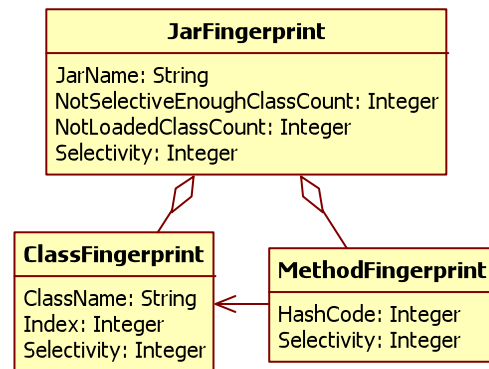 JarFingerprint
JarName: String
NotSelectiveEnoughClassCount: Integer
NotLoadedClassCount: Integer
Selectivity: Integer
ClassFingerprint
ClassName: String
Index: Integer
Selectivity: Integer
MethodFingerprint
HashCode: Integer
Selectivity: Integer